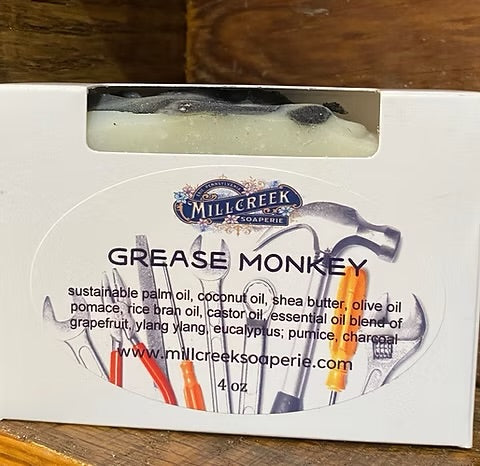 MILLCREEK
SOAPERIE
GREASE MONKEY
sustainable palm oil, coconut oil, shea butter, olive oil
pomace, rice bran oil, castor oil, essential oil blend of
grapefruit, ylang ylang, eucalyptus; pumice, charcoal
www.millcreeksoaperie.com
4 oz